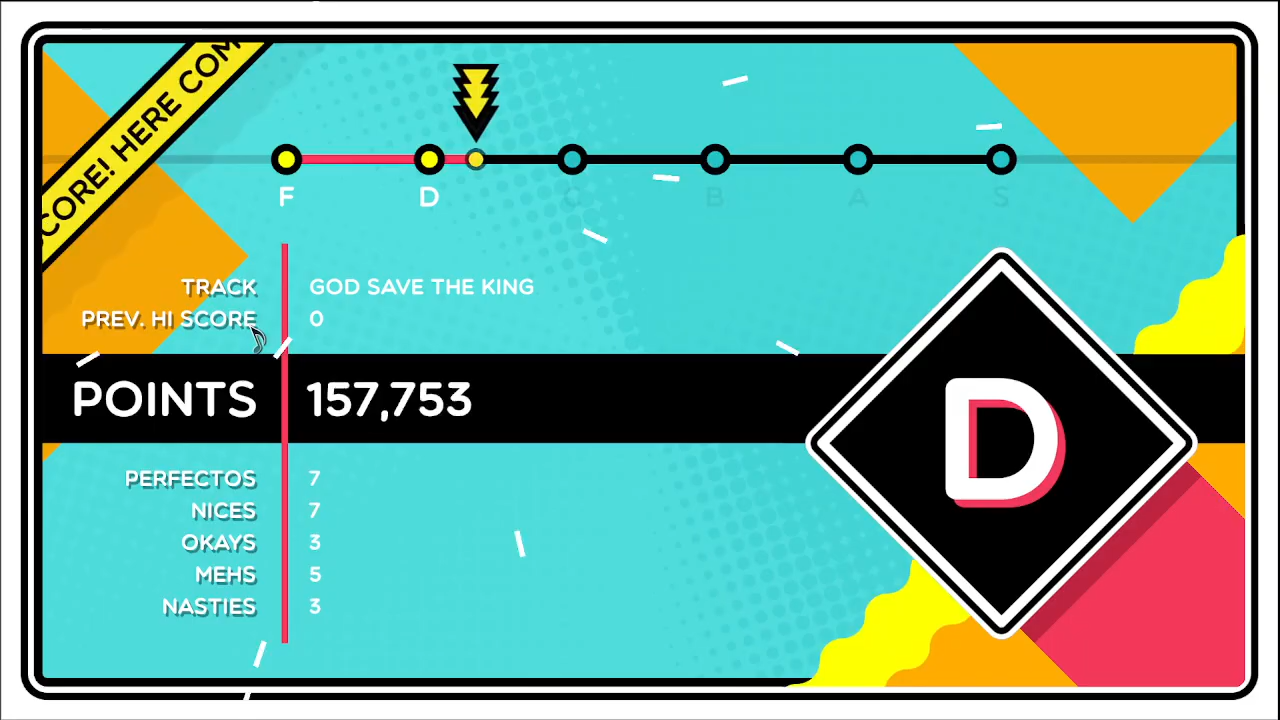 SCORE! HERE COM
F D C B A S
TRACK GOD SAVE THE KING
PREV. HI SCORE 0
POINTS 157,753
D
PERFECTOS 7
NICES 7
OKAYS 3
MEHS 5
NASTIES 3